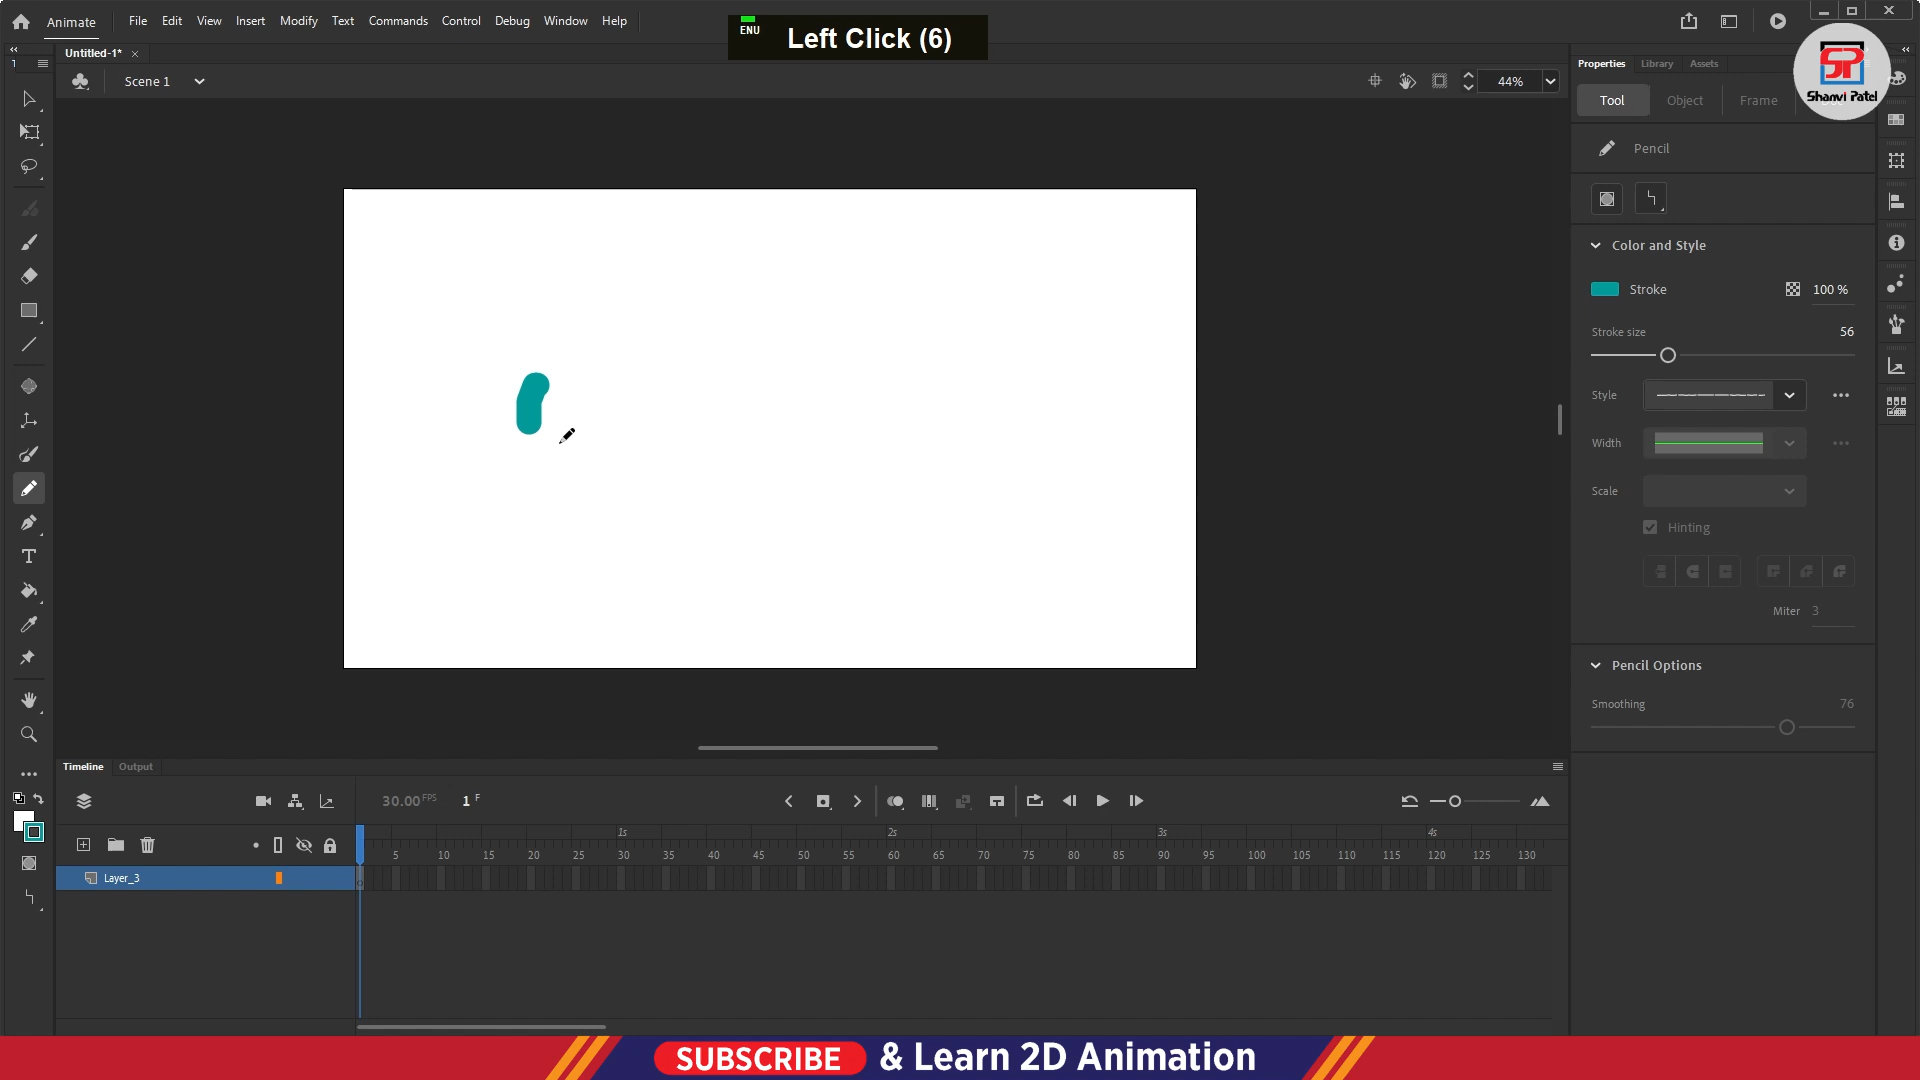 Animate File Edit View Insert Modify Text Commands Control Debug Window Help
ENU Left Click (6)
Untitled-1*
Scene 1
44%
SP
Shanvi Patel
Properties Library Assets
Tool Object Frame
Pencil
Color and Style
Stroke 100 %
Stroke size 56
Style
Width
Scale
Hinting
Miter 3
Pencil Options
Smoothing 76
Timeline Output
30.00 FPS 1 F
1s 2s 3s 4s
5 10 15 20 25 30 35 40 45 50 55 60 65 70 75 80 85 90 95 100 105 110 115 120 125 130
Layer_3
SUBSCRIBE & Learn 2D Animation